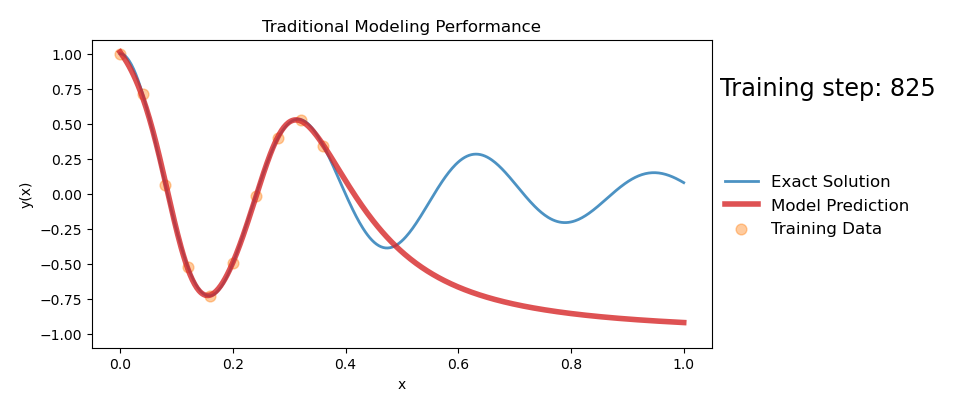 Traditional Modeling Performance
Training step: 825
y(x)
1.00
0.75
0.50
0.25
0.00
−0.25
−0.50
−0.75
−1.00
0.0 0.2 0.4 0.6 0.8 1.0
x
Exact Solution
Model Prediction
Training Data